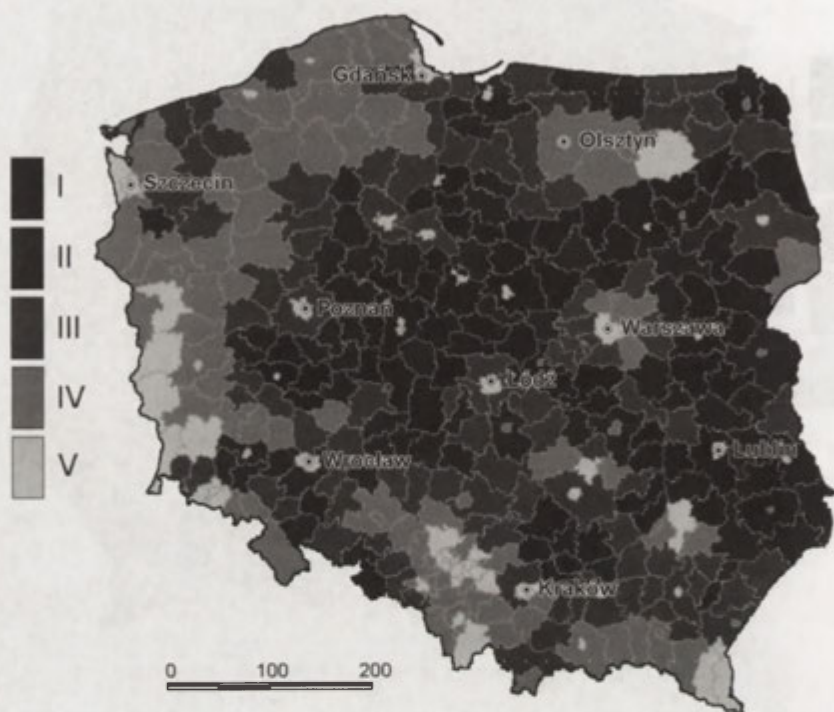 Gdańsk
Olsztyn
Szczecin
I
II
III
IV
V
Poznań
Warszawa
Łódź
Wrocław
Lublin
Kraków
0 100 200